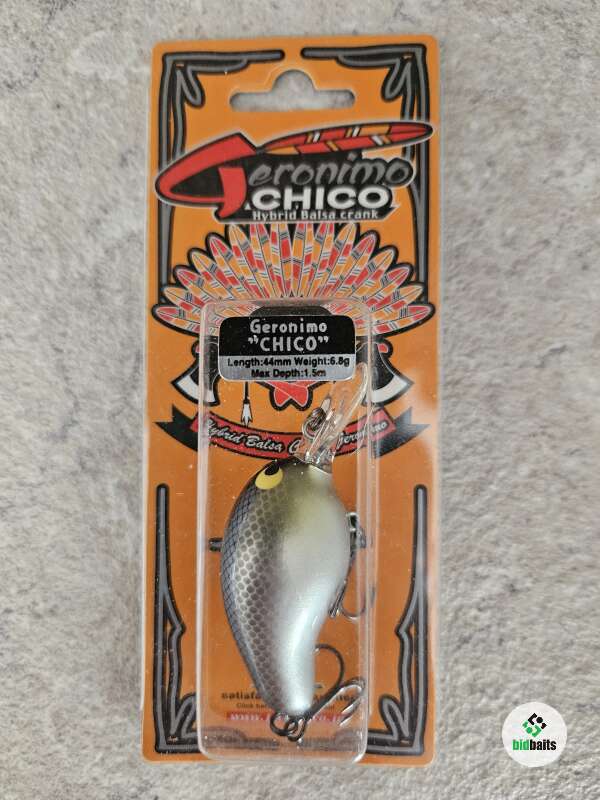 Geronimo
CHICO
Hybrid Balsa crank
Geronimo
"CHICO"
Length:44mm Weight:6.8g
Max Depth:1.5m
Hybrid Balsa
bidbaits